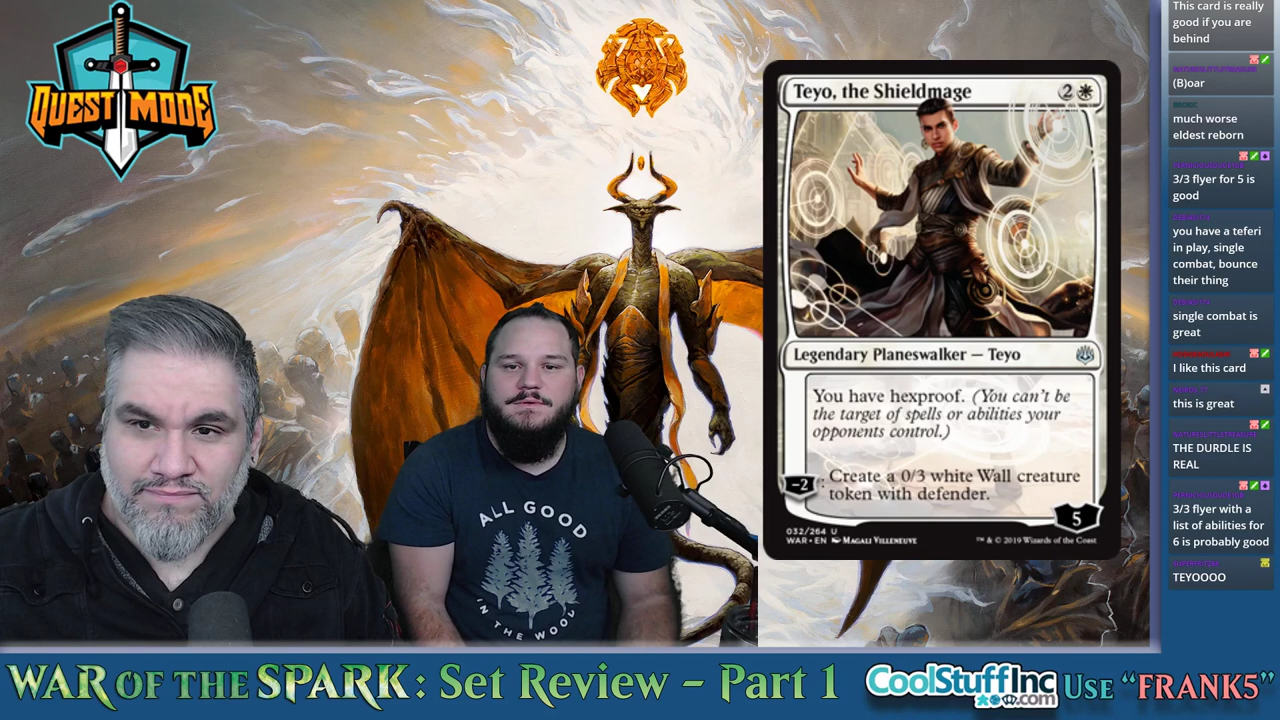 QUEST MODE
Teyo, the Shieldmage 2
Legendary Planeswalker — Teyo
You have hexproof. (You can't be
the target of spells or abilities your
opponents control.)
−2 : Create a 0/3 white Wall creature
token with defender.
5
032/264 U
WAR • EN MAGALI VILLENEUVE
™ & © 2019 Wizards of the Coast
ALL GOOD
IN THE WOODS
This card is really
good if you are
behind
(B)oar
much worse
eldest reborn
3/3 flyer for 5 is
good
you have a teferi
in play, single
combat, bounce
their thing
single combat is
great
I like this card
this is great
THE DURDLE IS
REAL
3/3 flyer with a
list of abilities for
6 is probably good
TEYOOOO
WAR OF THE SPARK: Set Review - Part 1
CoolStuffInc
.com
Use "FRANK5"